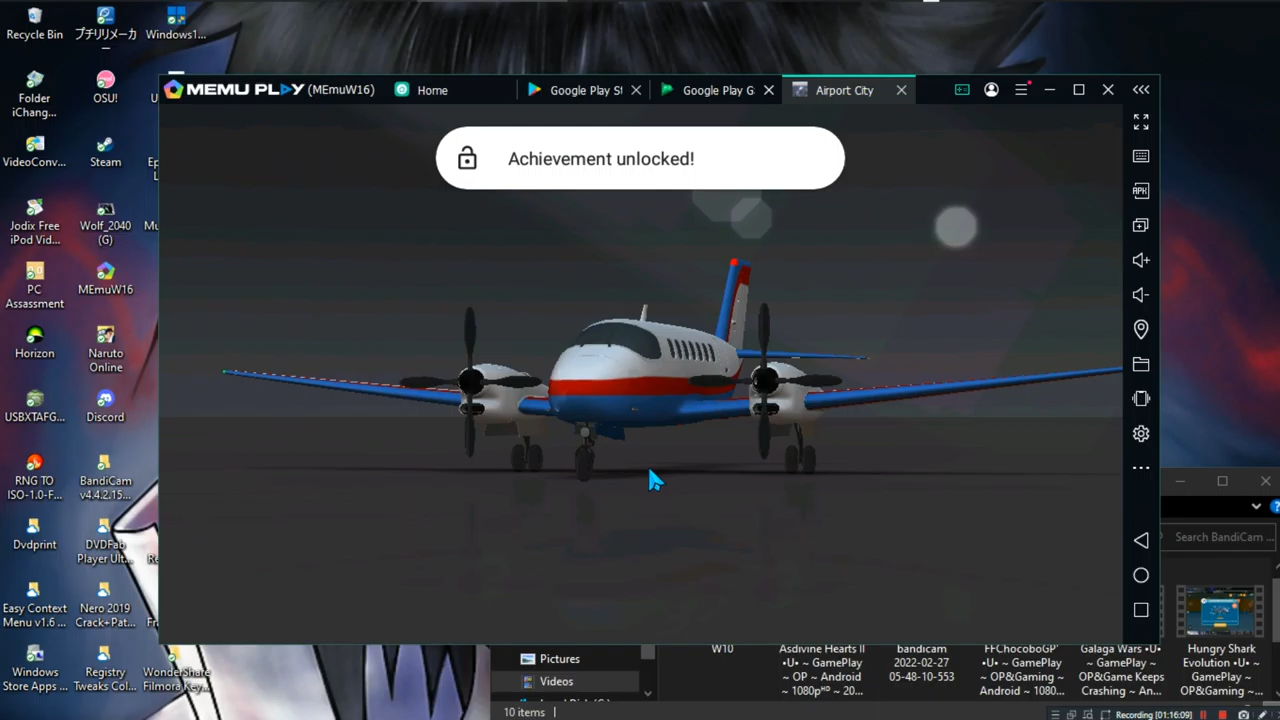 Recycle Bin
プチリリメーカー
Windows1...
Folder
iChang...
OSU!
VideoConv...
Steam
Jodix Free
iPod Vid...
Wolf_2040
(G)
PC
Assassment
MEmuW16
Horizon
Naruto
Online
USBXTAFG...
Discord
RNG TO
ISO-1.0-F...
BandiCam
v4.4.2.15...
Dvdprint
DVDFab
Player Ult...
Easy Context
Menu v1.6 ...
Nero 2019
Crack+Pat...
Windows
Store Apps ...
Registry
Tweaks Col...
WonderShare
Filmora Key...
MEMU PLAY (MEmuW16)
Home
Google Play St
Google Play G
Airport City
APK
Achievement unlocked!
Search BandiCam ...
Pictures
Videos
10 items
W10
Asdivine Hearts II
•U• ~ GamePlay
~ OP ~ Android
~ 1080pᴴᴰ ~ 20...
bandicam
2022-02-27
05-48-10-553
FFChocoboGP'
•U• ~ GamePlay
~ OP&Gaming ~
Android ~ 1080...
Galaga Wars •U•
~ GamePlay ~
OP&Game Keeps
Crashing ~ An...
Hungry Shark
Evolution •U• ~
GamePlay ~
OP&Gaming ~...
Recording [01:16:09]